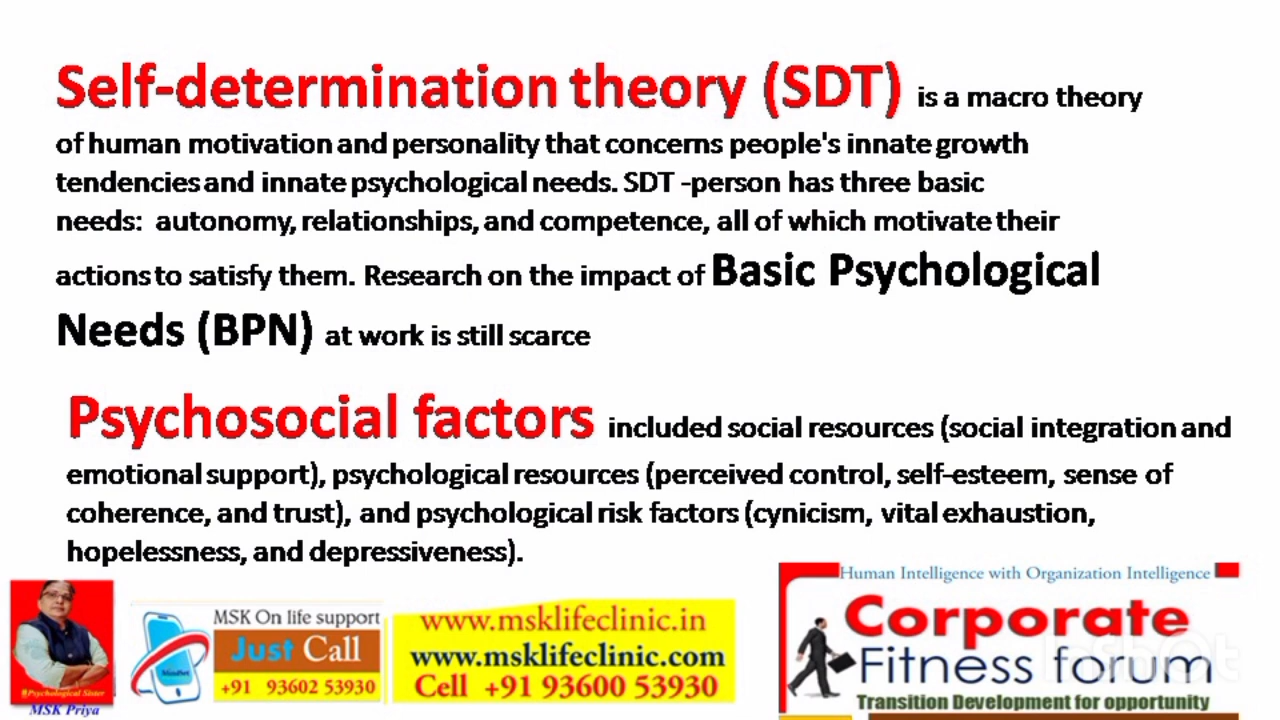 Self-determination theory (SDT) is a macro theory
of human motivation and personality that concerns people's innate growth
tendencies and innate psychological needs. SDT -person has three basic
needs:  autonomy, relationships, and competence, all of which motivate their
actions to satisfy them. Research on the impact of Basic Psychological
Needs (BPN) at work is still scarce
Psychosocial factors included social resources (social integration and
emotional support), psychological resources (perceived control, self-esteem, sense of
coherence, and trust), and psychological risk factors (cynicism, vital exhaustion,
hopelessness, and depressiveness).
Psychological Sister
MSK Priya
MSK On life support
Just Call
+91 93602 53930
www.msklifeclinic.in
www.msklifeclinic.com
Cell +91 93600 53930
Human Intelligence with Organization Intelligence
Corporate
Fitness forum
Transition Development for opportunity